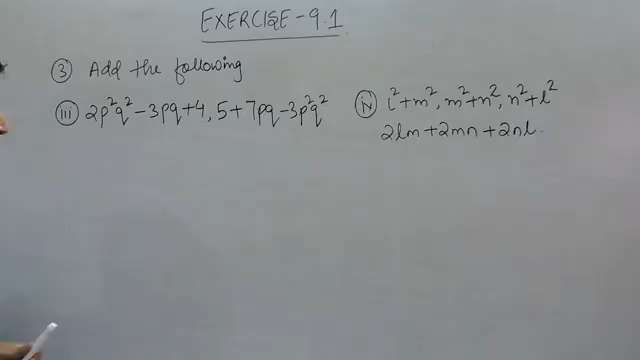 EXERCISE-9.1
③ Add the following
(iii) 2p²q² - 3pq + 4, 5 + 7pq - 3p²q²
(iv) l² + m², m² + n², n² + l²
2lm + 2mn + 2nl.